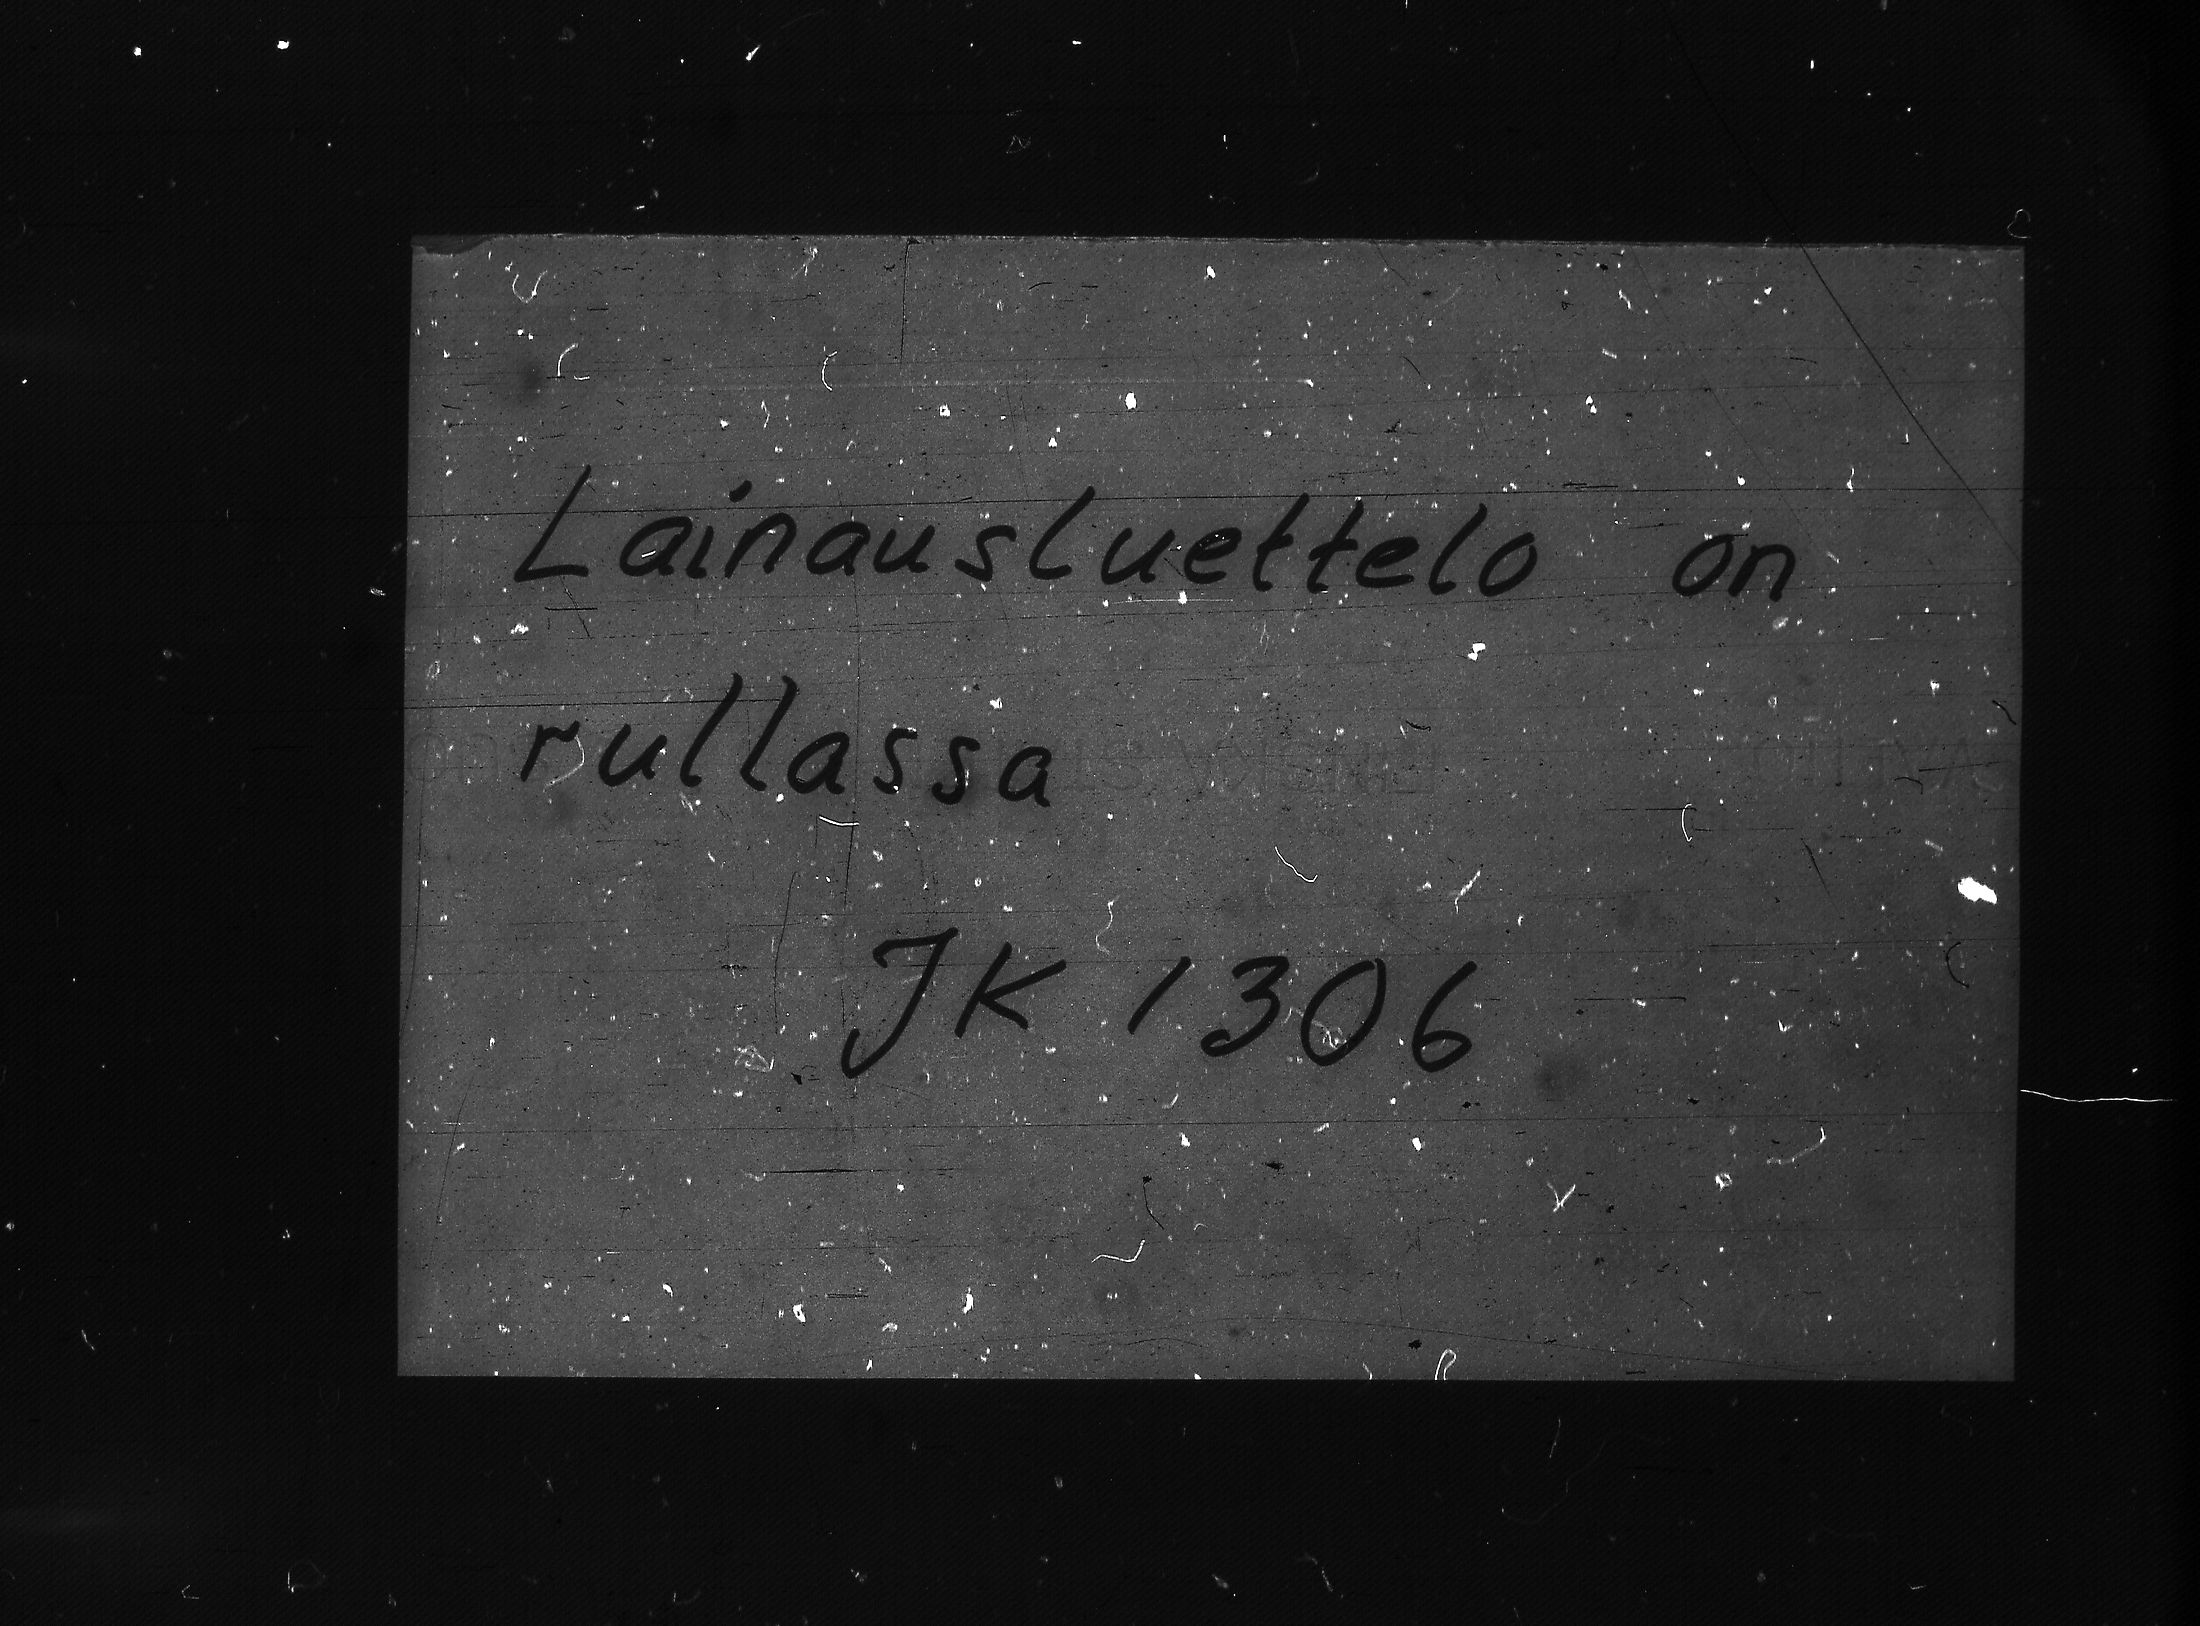 Lainausluettelo on
rullassa
JK 1306